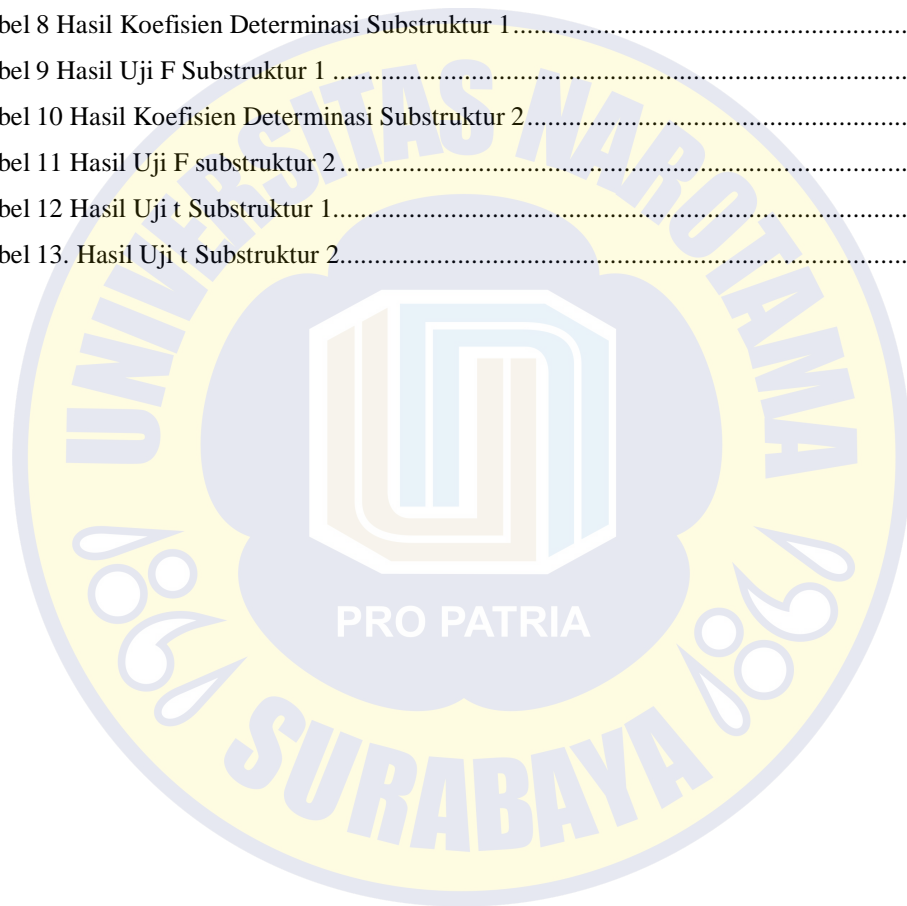 bel 8 Hasil Koefisien Determinasi Substruktur 1........................................................................
bel 9 Hasil Uji F Substruktur 1 ........................................................................
bel 10 Hasil Koefisien Determinasi Substruktur 2........................................................................
bel 11 Hasil Uji F substruktur 2 ........................................................................
bel 12 Hasil Uji t Substruktur 1........................................................................
bel 13. Hasil Uji t Substruktur 2........................................................................
UNIVERSITAS NAROTAMA
PRO PATRIA
1981
1981
SURABAYA